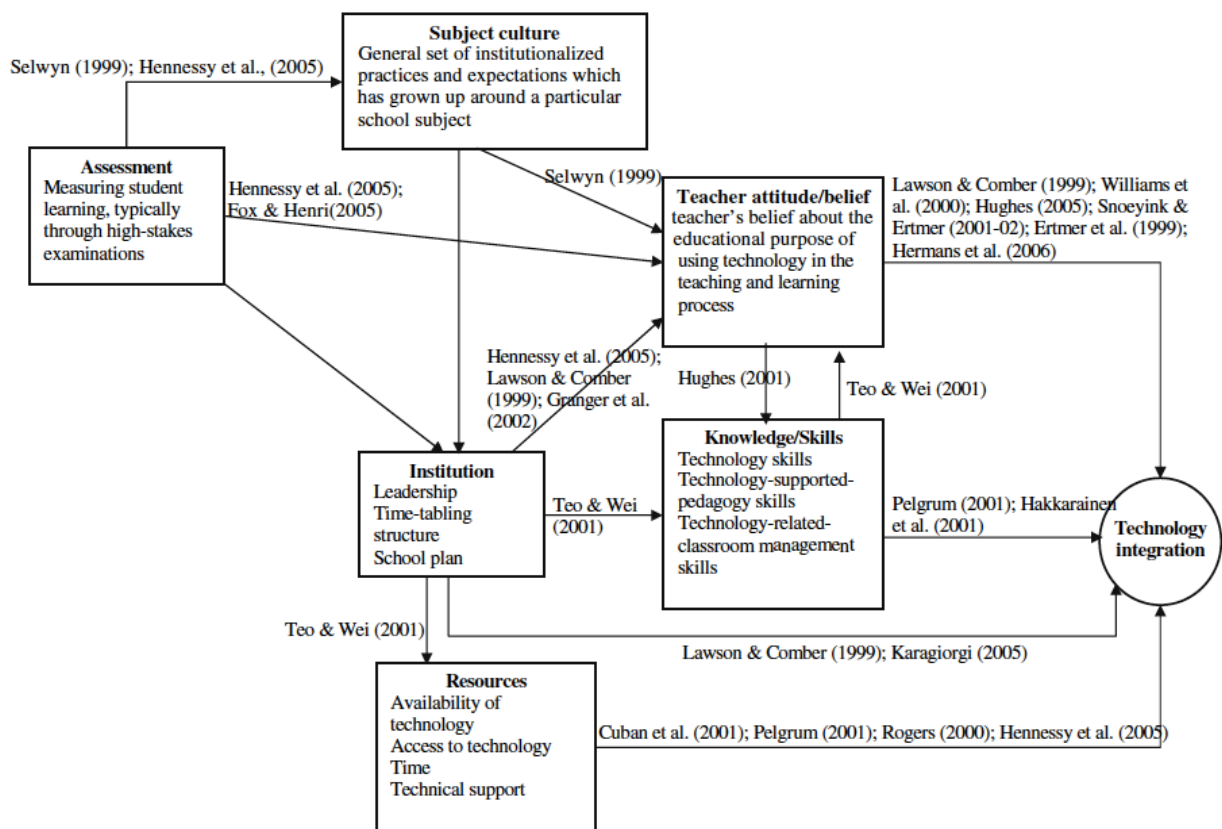 Subject culture
General set of institutionalized
practices and expectations which
has grown up around a particular
school subject
Selwyn (1999); Hennessy et al., (2005)
Assessment
Measuring student
learning, typically
through high-stakes
examinations
Hennessy et al. (2005);
Fox & Henri(2005)
Selwyn (1999)
Teacher attitude/belief
teacher's belief about the
educational purpose of
using technology in the
teaching and learning
process
Lawson & Comber (1999); Williams
et al. (2000); Hughes (2005); Snoeyink &
Ertmer (2001-02); Ertmer et al. (1999);
Hermans et al. (2006)
Hennessy et al. (2005);
Lawson & Comber
(1999); Granger et al.
(2002)
Hughes (2001)
Teo & Wei (2001)
Institution
Leadership
Time-tabling
structure
School plan
Teo & Wei
(2001)
Knowledge/Skills
Technology skills
Technology-supported-
pedagogy skills
Technology-related-
classroom management
skills
Pelgrum (2001); Hakkarainen
et al. (2001)
Technology
integration
Teo & Wei (2001)
Lawson & Comber (1999); Karagiorgi (2005)
Resources
Availability of
technology
Access to technology
Time
Technical support
Cuban et al. (2001); Pelgrum (2001); Rogers (2000); Hennessy et al. (2005)